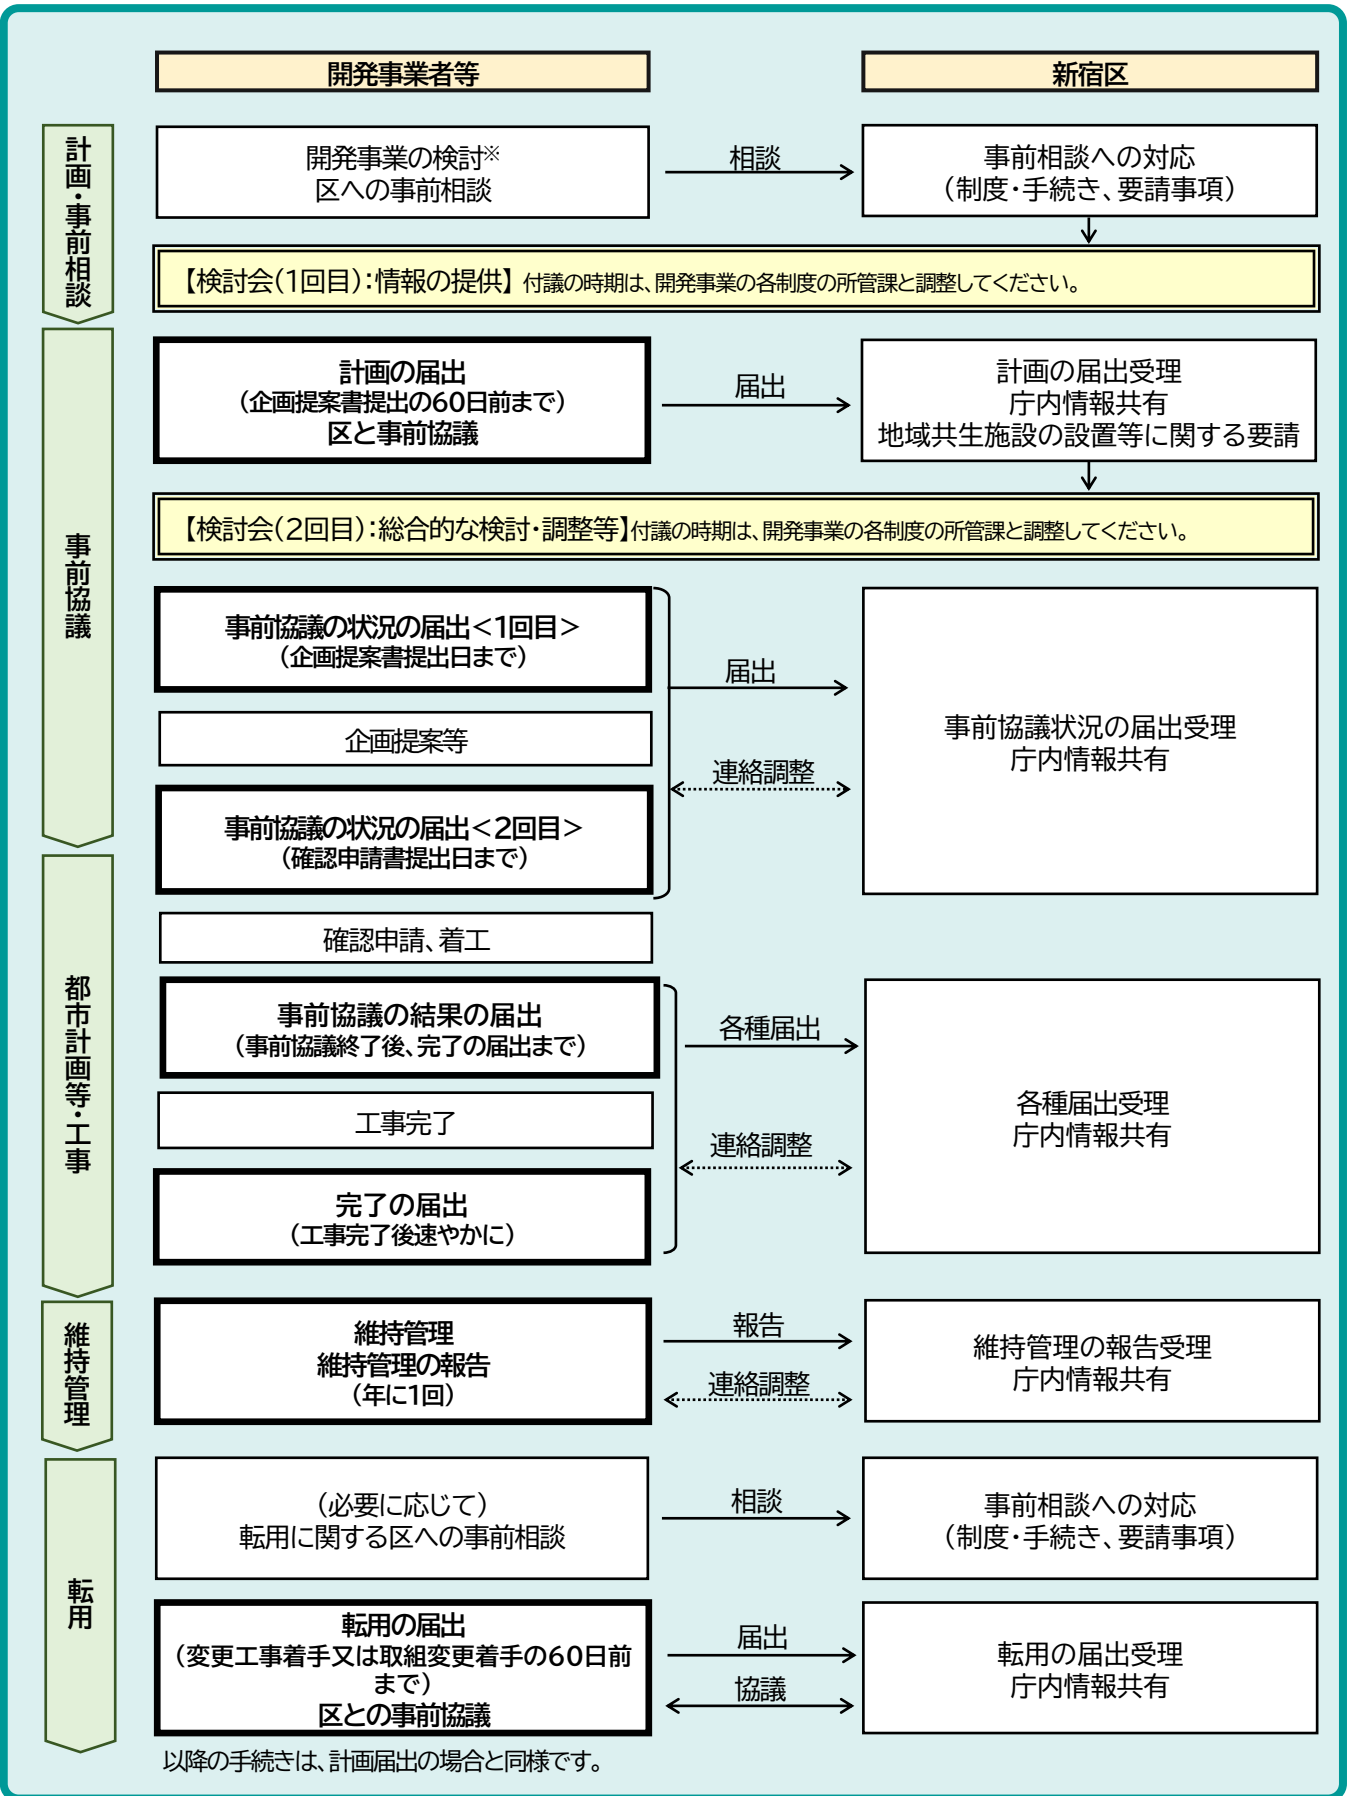 開発事業者等
新宿区
計画・事前相談
開発事業の検討※
区への事前相談
相談
事前相談への対応
（制度・手続き、要請事項）
【検討会（1回目）：情報の提供】 付議の時期は、開発事業の各制度の所管課と調整してください。
事前協議
計画の届出
（企画提案書提出の60日前まで）
区と事前協議
届出
計画の届出受理
庁内情報共有
地域共生施設の設置等に関する要請
【検討会（2回目）：総合的な検討・調整等】付議の時期は、開発事業の各制度の所管課と調整してください。
事前協議の状況の届出＜1回目＞
（企画提案書提出日まで）
届出
企画提案等
連絡調整
事前協議状況の届出受理
庁内情報共有
事前協議の状況の届出＜2回目＞
（確認申請書提出日まで）
都市計画等・工事
確認申請、着工
事前協議の結果の届出
（事前協議終了後、完了の届出まで）
各種届出
工事完了
連絡調整
各種届出受理
庁内情報共有
完了の届出
（工事完了後速やかに）
維持管理
維持管理
維持管理の報告
（年に1回）
報告
連絡調整
維持管理の報告受理
庁内情報共有
転用
（必要に応じて）
転用に関する区への事前相談
相談
事前相談への対応
（制度・手続き、要請事項）
転用の届出
（変更工事着手又は取組変更着手の60日前
まで）
区との事前協議
届出
協議
転用の届出受理
庁内情報共有
以降の手続きは、計画届出の場合と同様です。